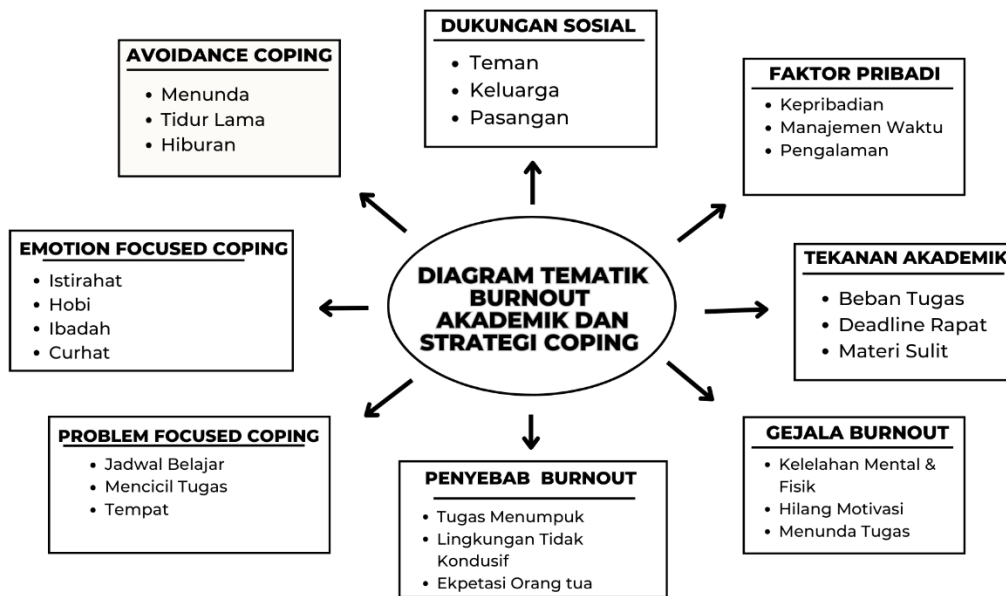 DUKUNGAN SOSIAL
Teman
Keluarga
Pasangan
AVOIDANCE COPING
Menunda
Tidur Lama
Hiburan
FAKTOR PRIBADI
Kepribadian
Manajemen Waktu
Pengalaman
EMOTION FOCUSED COPING
Istirahat
Hobi
Ibadah
Curhat
DIAGRAM TEMATIK
BURNOUT
AKADEMIK DAN
STRATEGI COPING
TEKANAN AKADEMIK
Beban Tugas
Deadline Rapat
Materi Sulit
PROBLEM FOCUSED COPING
Jadwal Belajar
Mencicil Tugas
Tempat
PENYEBAB BURNOUT
Tugas Menumpuk
Lingkungan Tidak
Kondusif
Ekpetasi Orang tua
GEJALA BURNOUT
Kelelahan Mental &
Fisik
Hilang Motivasi
Menunda Tugas